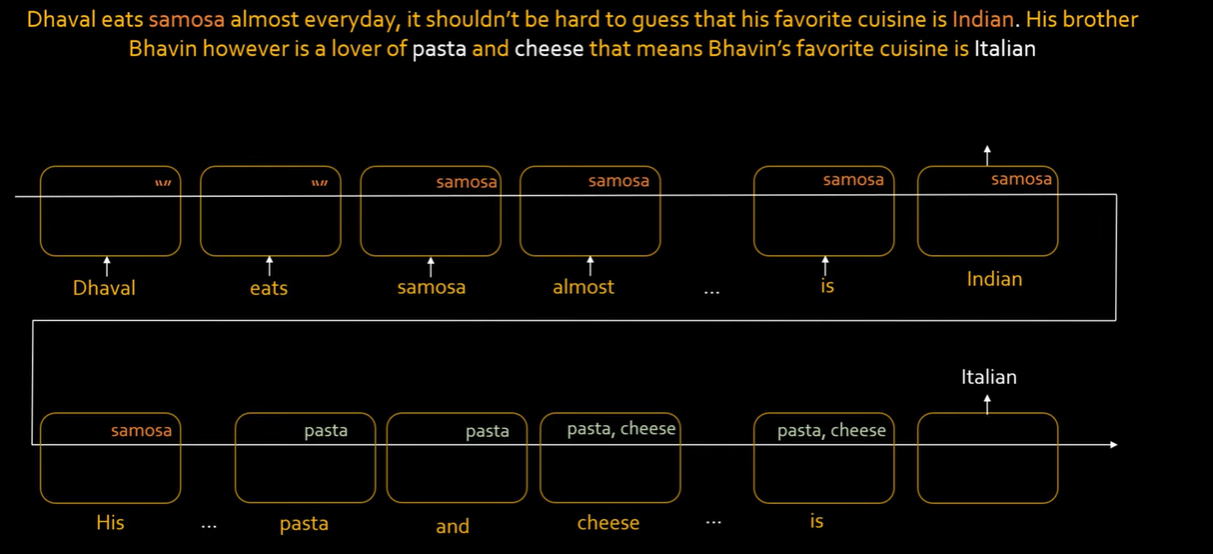 Dhaval eats samosa almost everyday, it shouldn't be hard to guess that his favorite cuisine is Indian. His brother
Bhavin however is a lover of pasta and cheese that means Bhavin's favorite cuisine is Italian
"" "" samosa samosa samosa samosa
Dhaval eats samosa almost ... is Indian
Italian
samosa pasta pasta pasta, cheese pasta, cheese
His ... pasta and cheese ... is